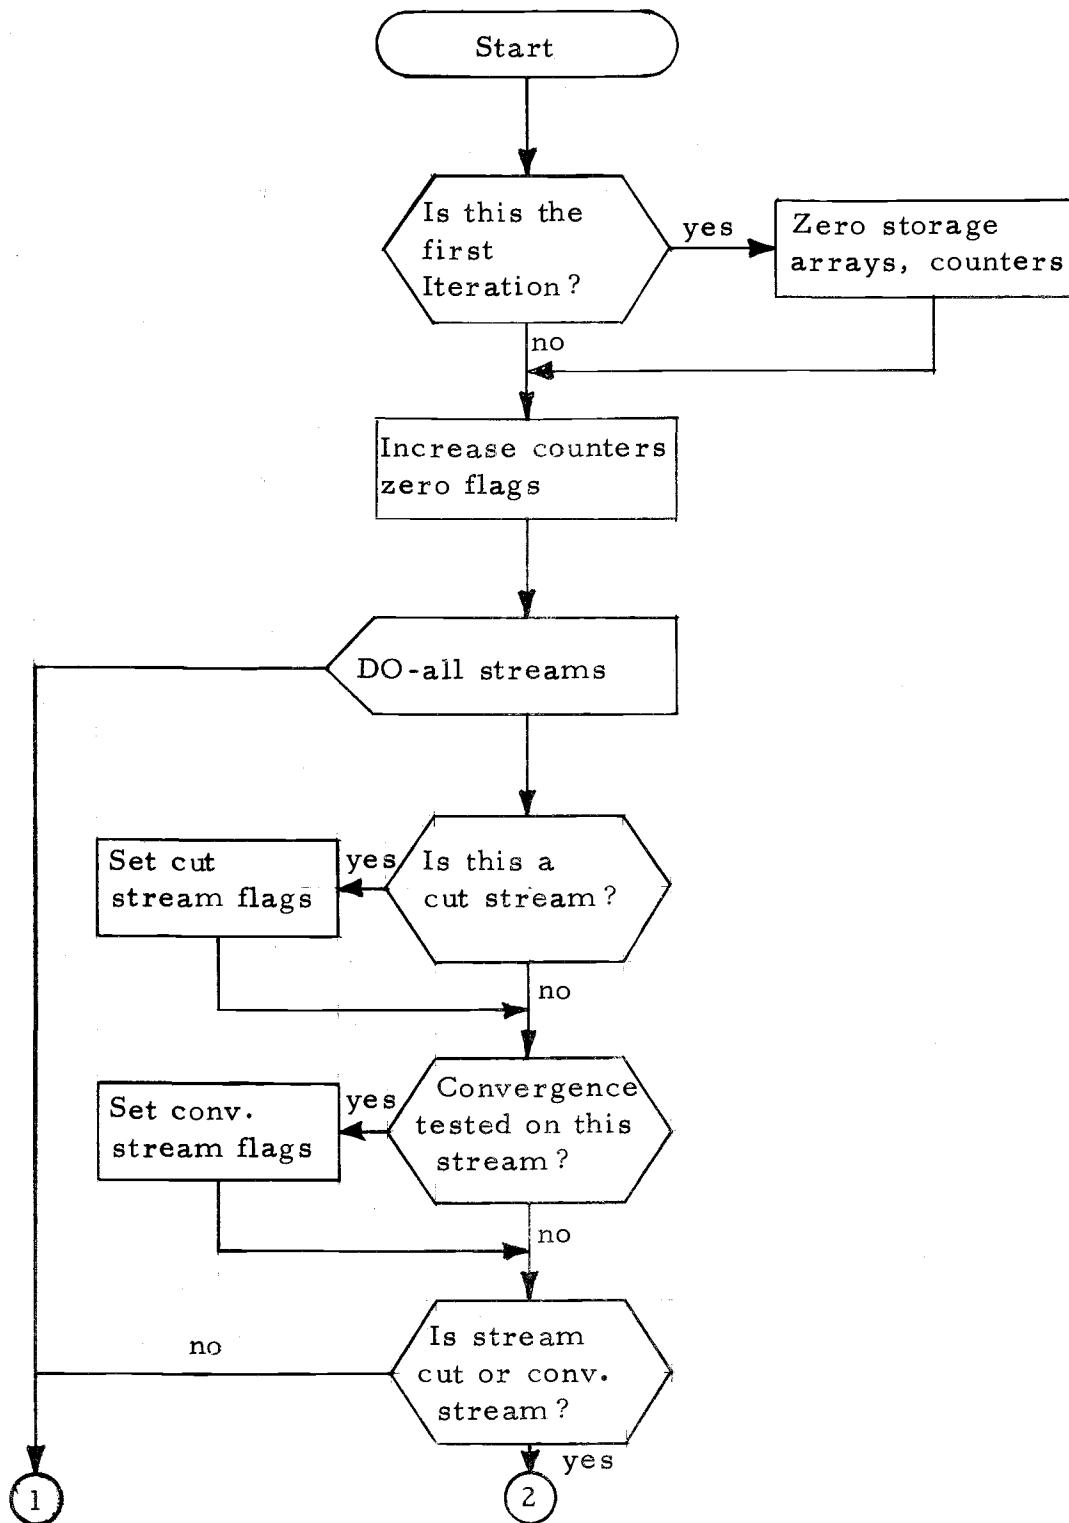 Start
Is this the
first
Iteration?
yes
Zero storage
arrays, counters
no
Increase counters
zero flags
DO-all streams
Set cut
stream flags
yes
Is this a
cut stream?
no
Set conv.
stream flags
yes
Convergence
tested on this
stream?
no
Is stream
cut or conv.
stream?
no
yes
1
2